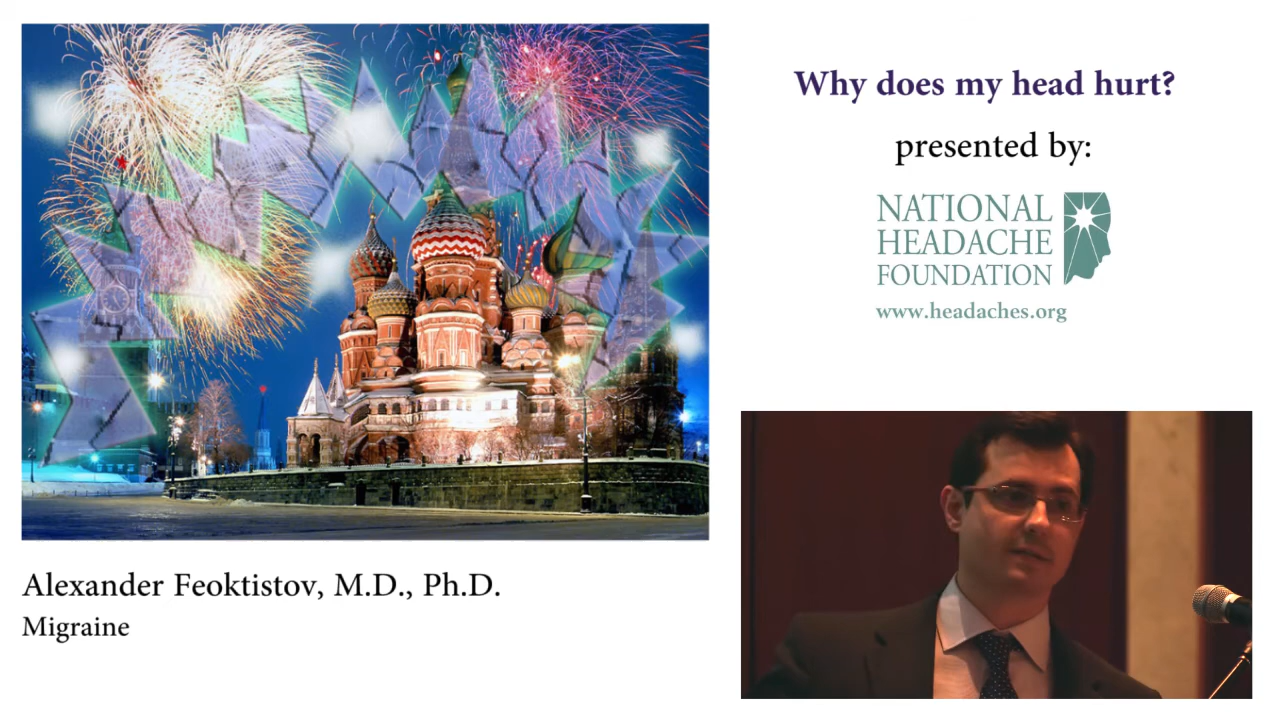 Why does my head hurt?
presented by:
NATIONAL
HEADACHE
FOUNDATION
www.headaches.org
Alexander Feoktistov, M.D., Ph.D.
Migraine